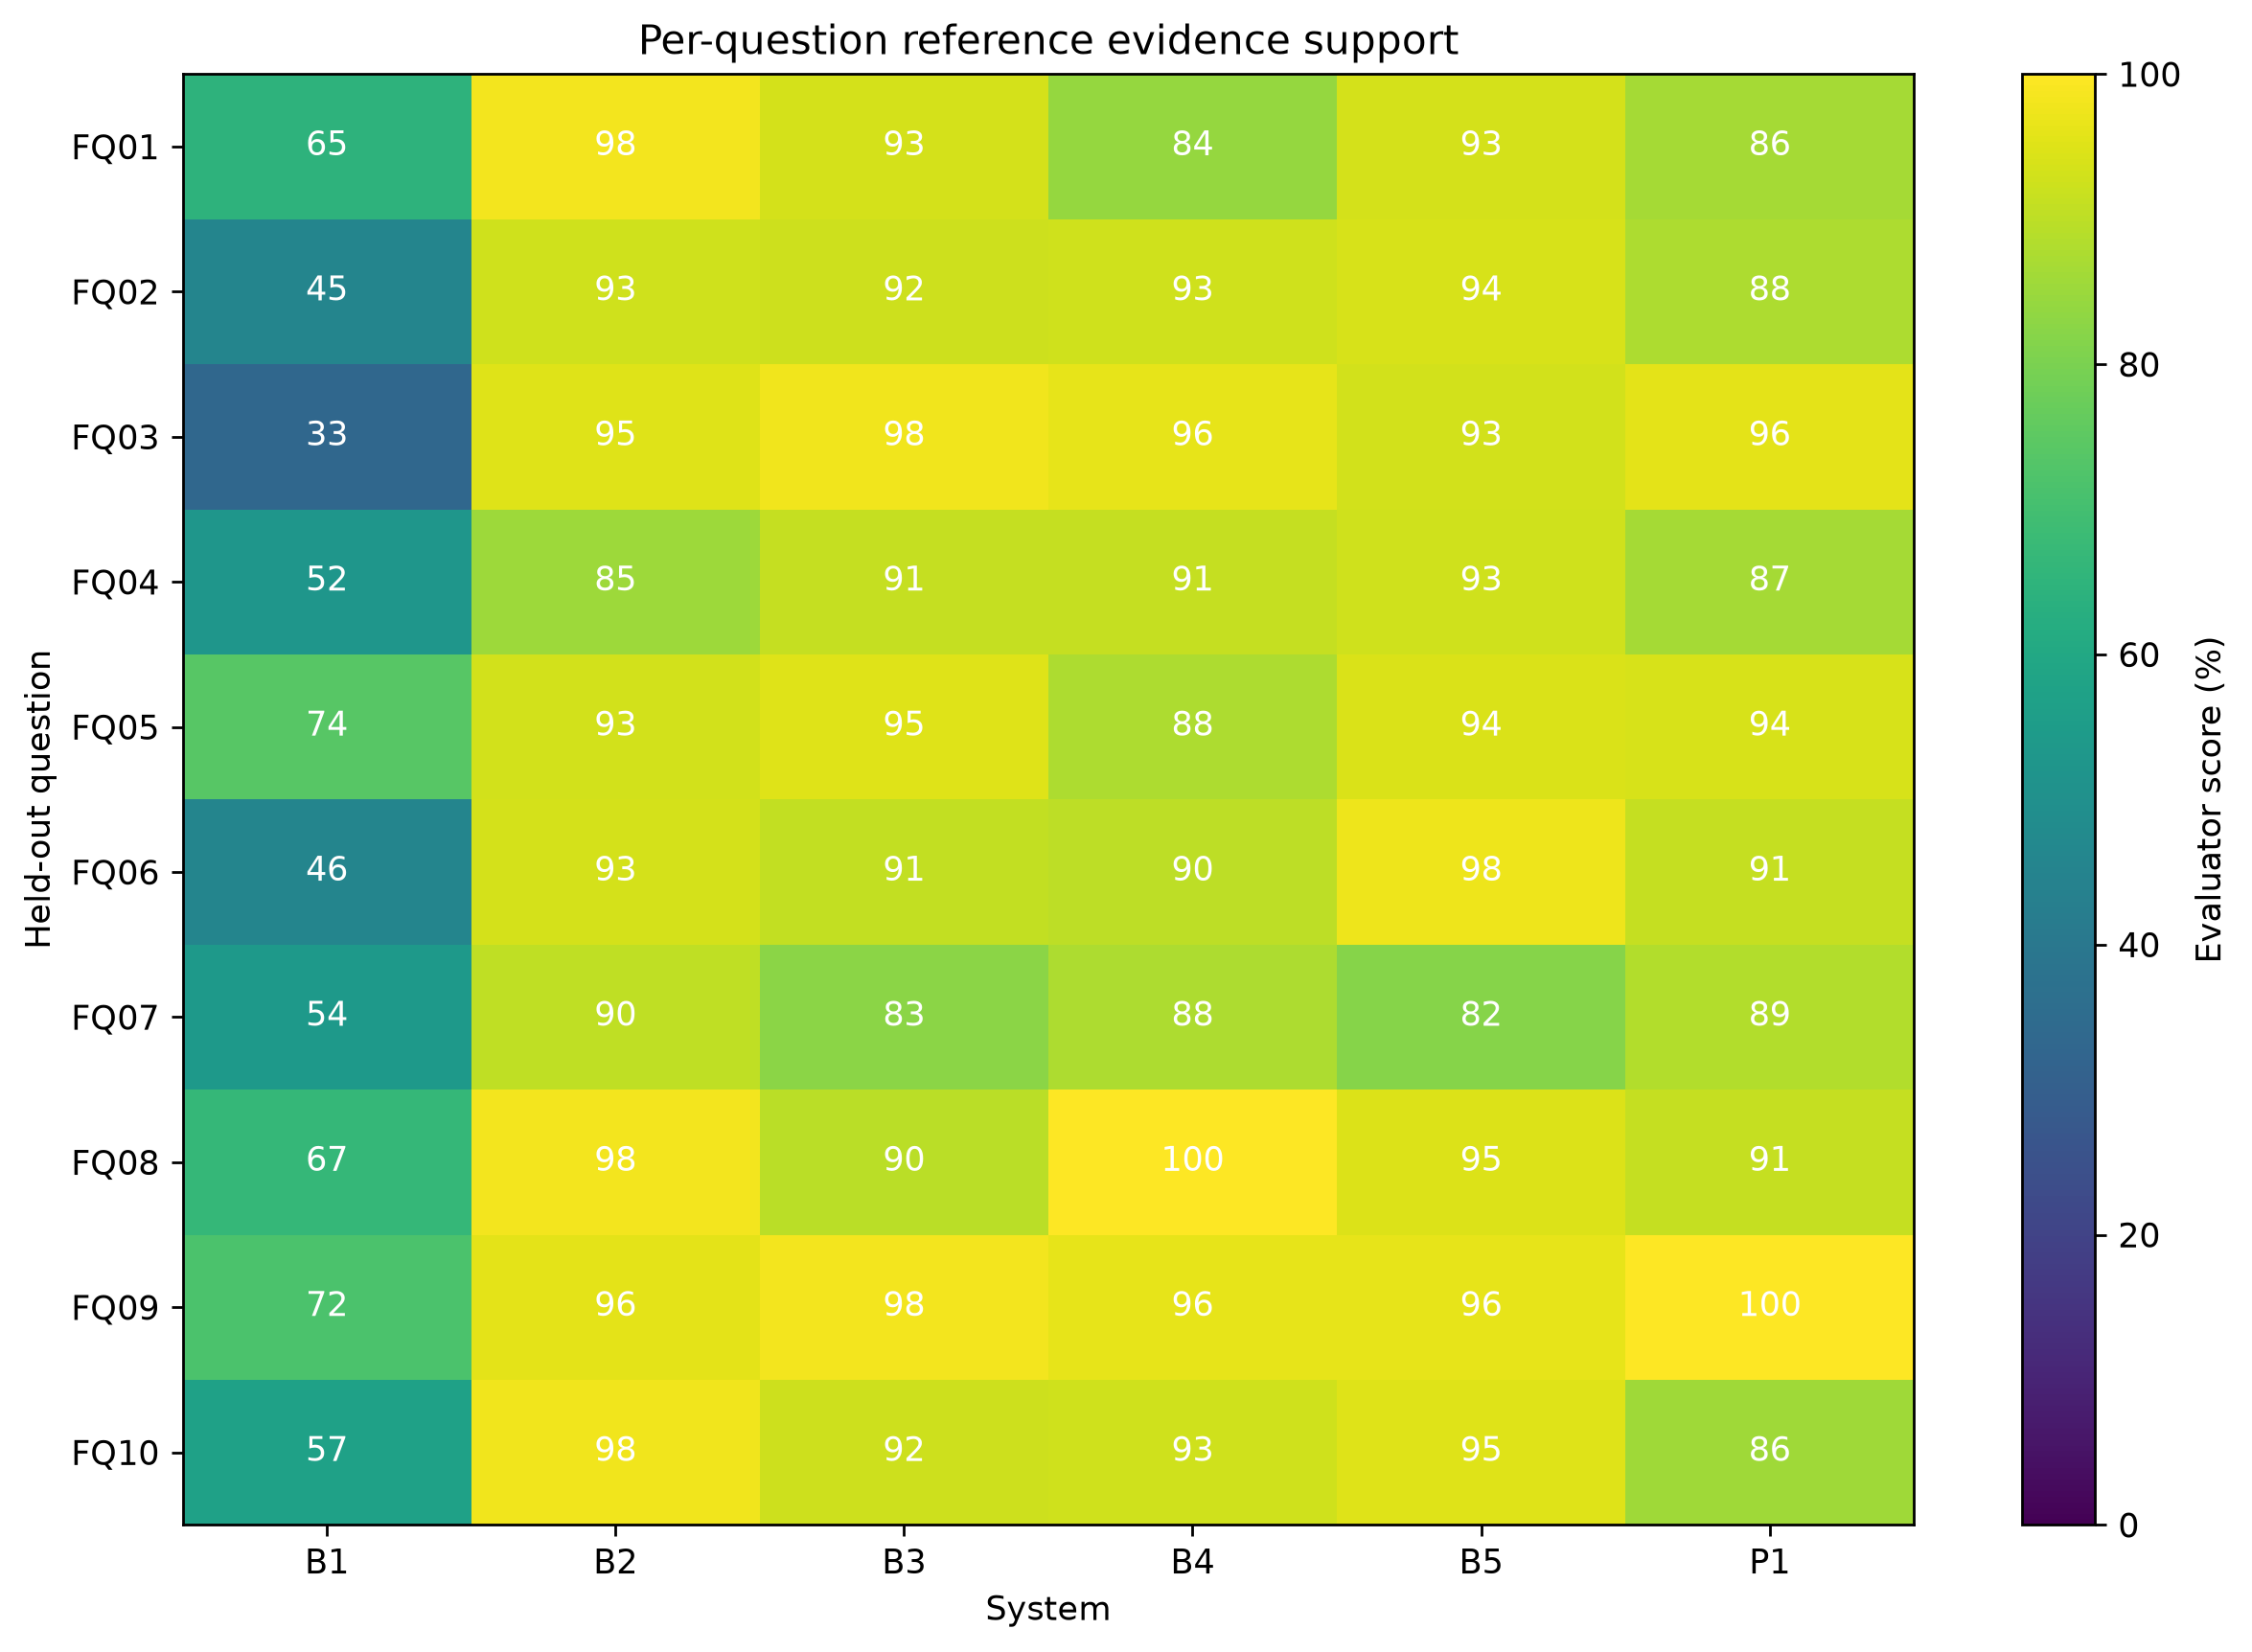 Per-question reference evidence support
FQ01 65 98 93 84 93 86
FQ02 45 93 92 93 94 88
FQ03 33 95 98 96 93 96
FQ04 52 85 91 91 93 87
FQ05 74 93 95 88 94 94
FQ06 46 93 91 90 98 91
FQ07 54 90 83 88 82 89
FQ08 67 98 90 100 95 91
FQ09 72 96 98 96 96 100
FQ10 57 98 92 93 95 86
B1 B2 B3 B4 B5 P1
System
Held-out question
100
80
60
40
20
0
Evaluator score (%)